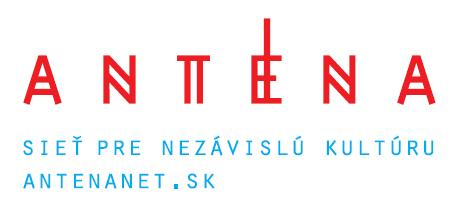 ANTENA
SIEŤ PRE NEZÁVISLÚ KULTÚRU
ANTENANET.SK